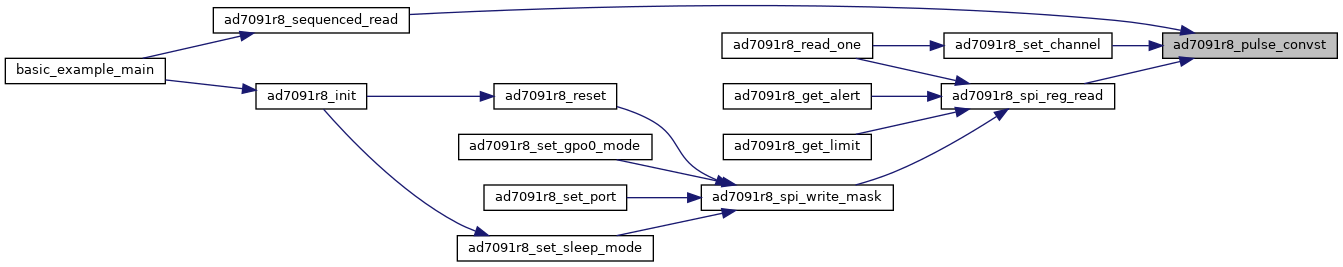 ad7091r8_sequenced_read
ad7091r8_read_one
ad7091r8_set_channel
ad7091r8_pulse_convst
basic_example_main
ad7091r8_init
ad7091r8_reset
ad7091r8_get_alert
ad7091r8_spi_reg_read
ad7091r8_set_gpo0_mode
ad7091r8_get_limit
ad7091r8_set_port
ad7091r8_spi_write_mask
ad7091r8_set_sleep_mode